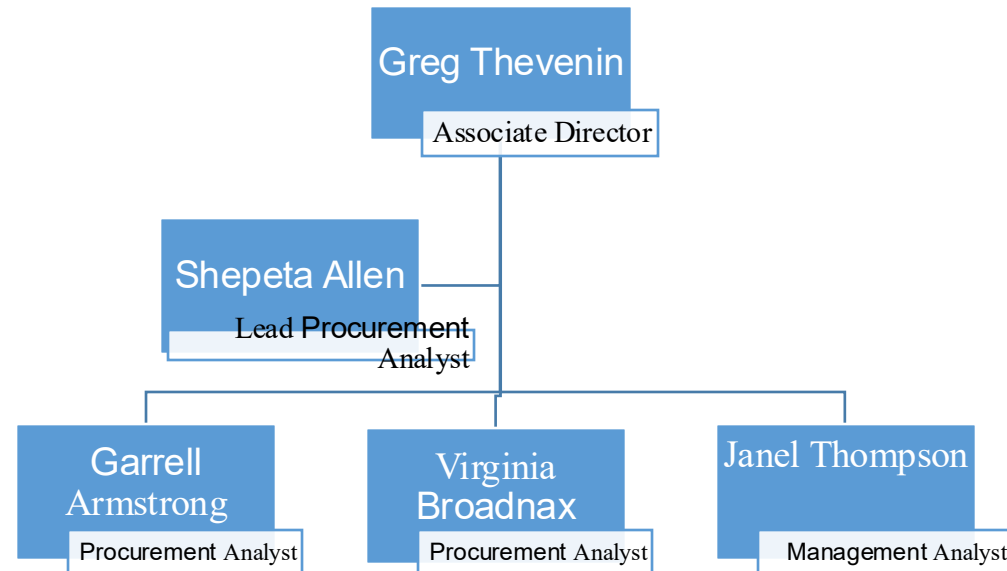 Greg Thevenin
Associate Director
Shepeta Allen
Lead Procurement
Analyst
Garrell
Armstrong
Procurement Analyst
Virginia
Broadnax
Procurement Analyst
Janel Thompson
Management Analyst